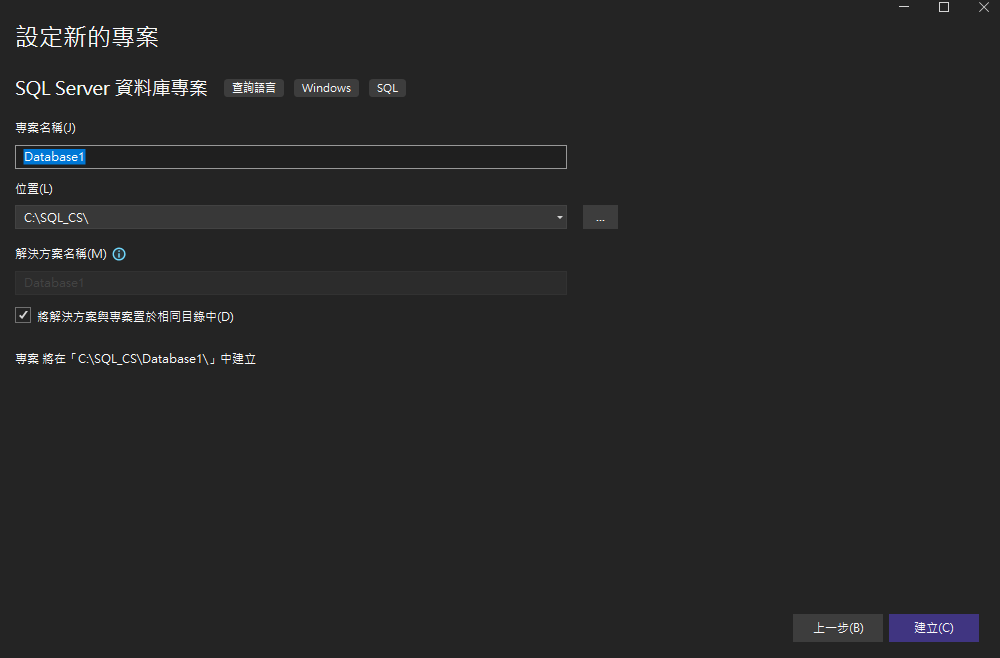 設定新的專案
SQL Server 資料庫專案 查詢語言 Windows SQL
專案名稱(J)
Database1
位置(L)
C:\SQL_CS\
...
解決方案名稱(M)
Database1
將解決方案與專案置於相同目錄中(D)
專案 將在「C:\SQL_CS\Database1\」中建立
上一步(B) 建立(C)